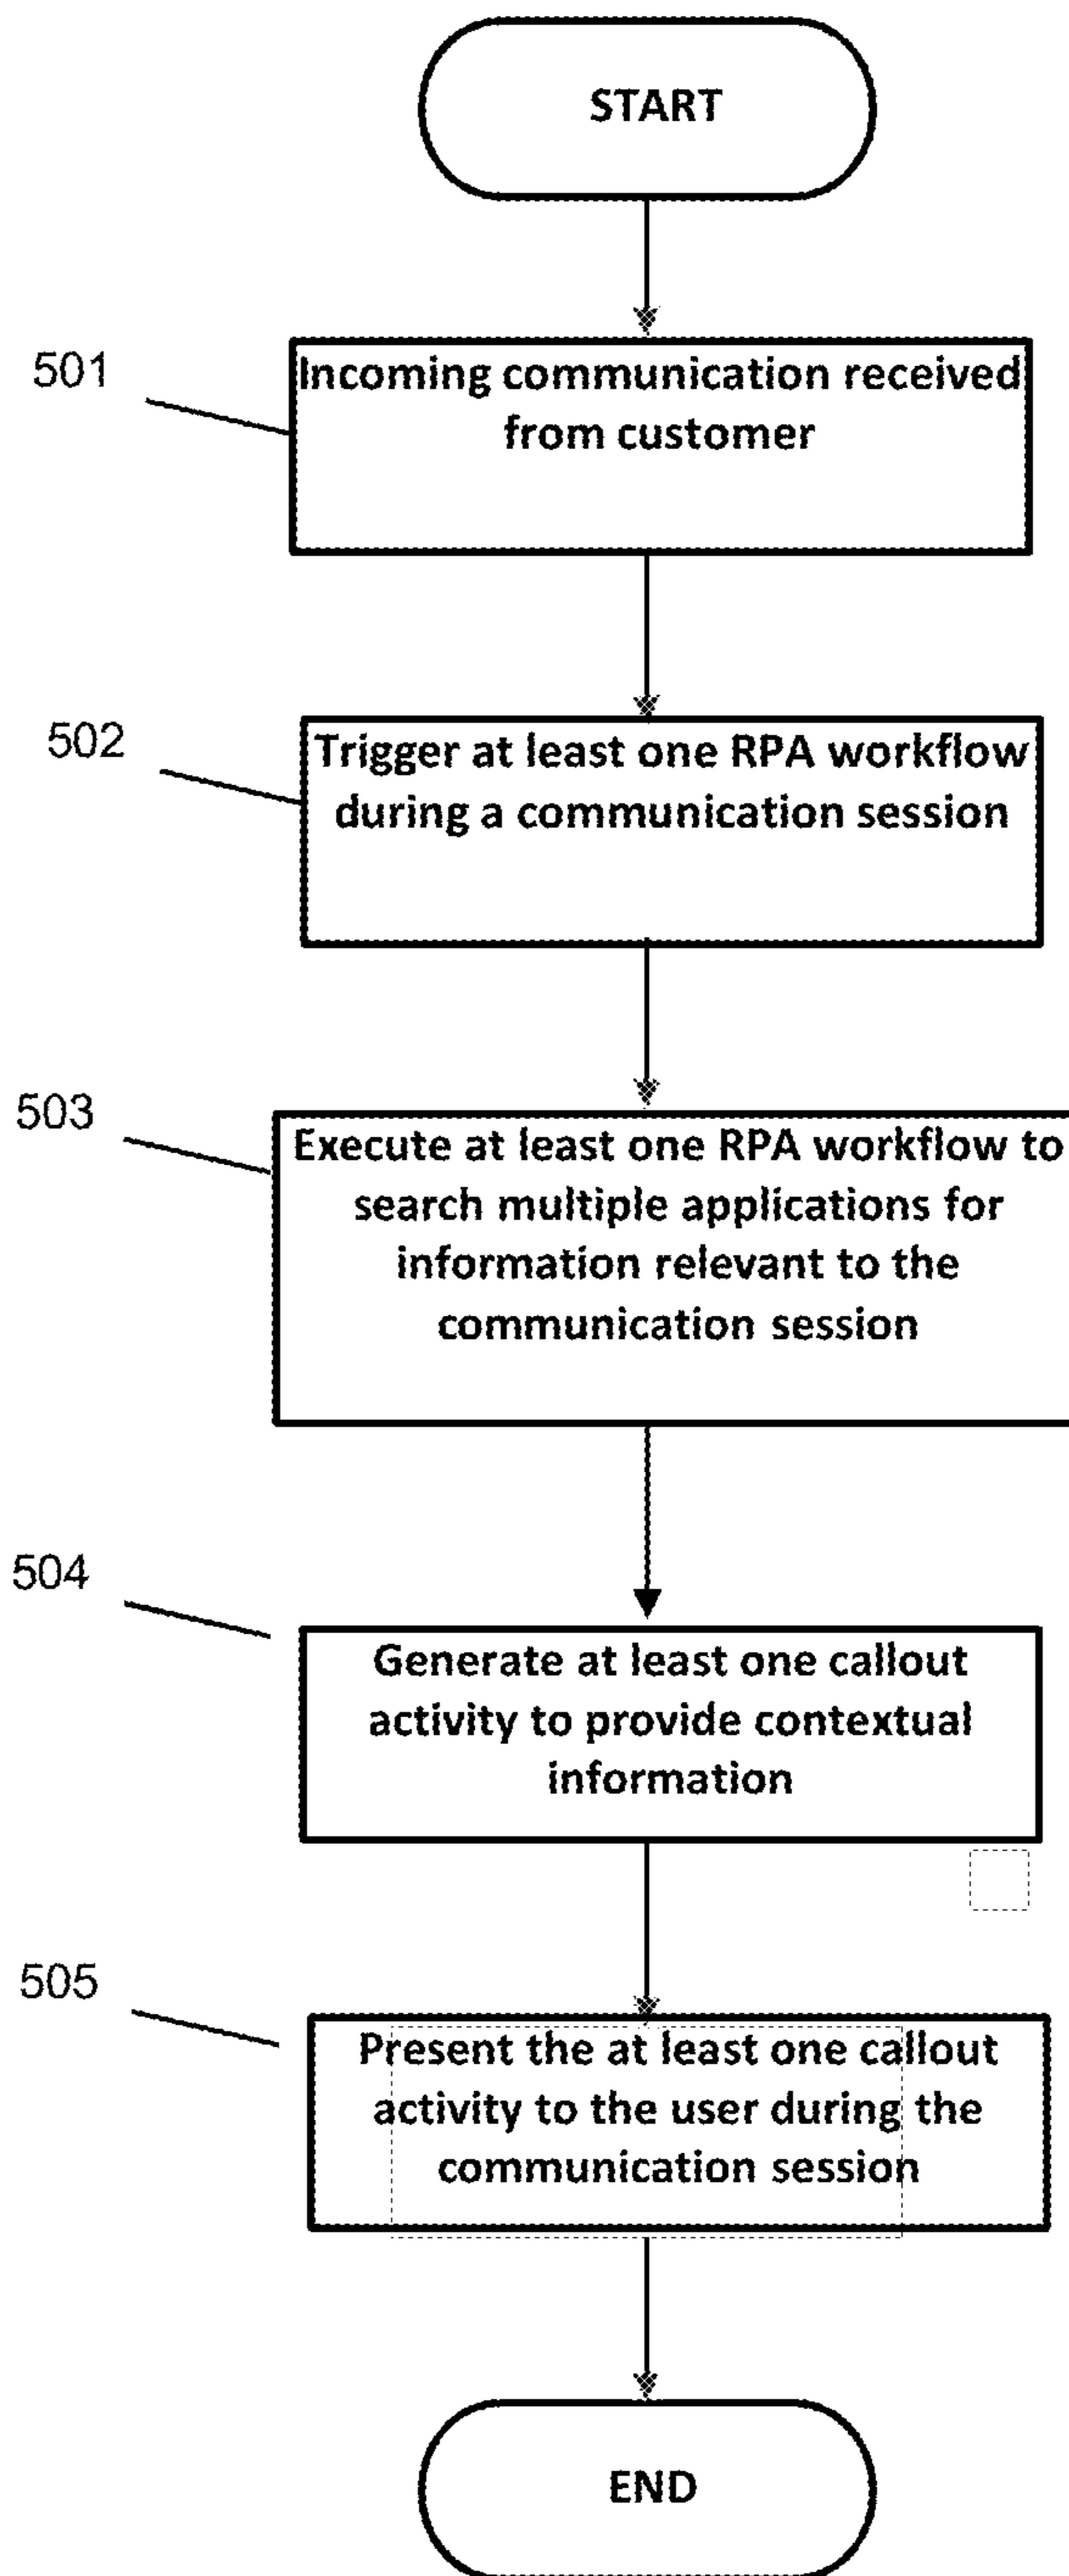 START
501
Incoming communication received
from customer
502
Trigger at least one RPA workflow
during a communication session
503
Execute at least one RPA workflow to
search multiple applications for
information relevant to the
communication session
504
Generate at least one callout
activity to provide contextual
information
505
Present the at least one callout
activity to the user during the
communication session
END